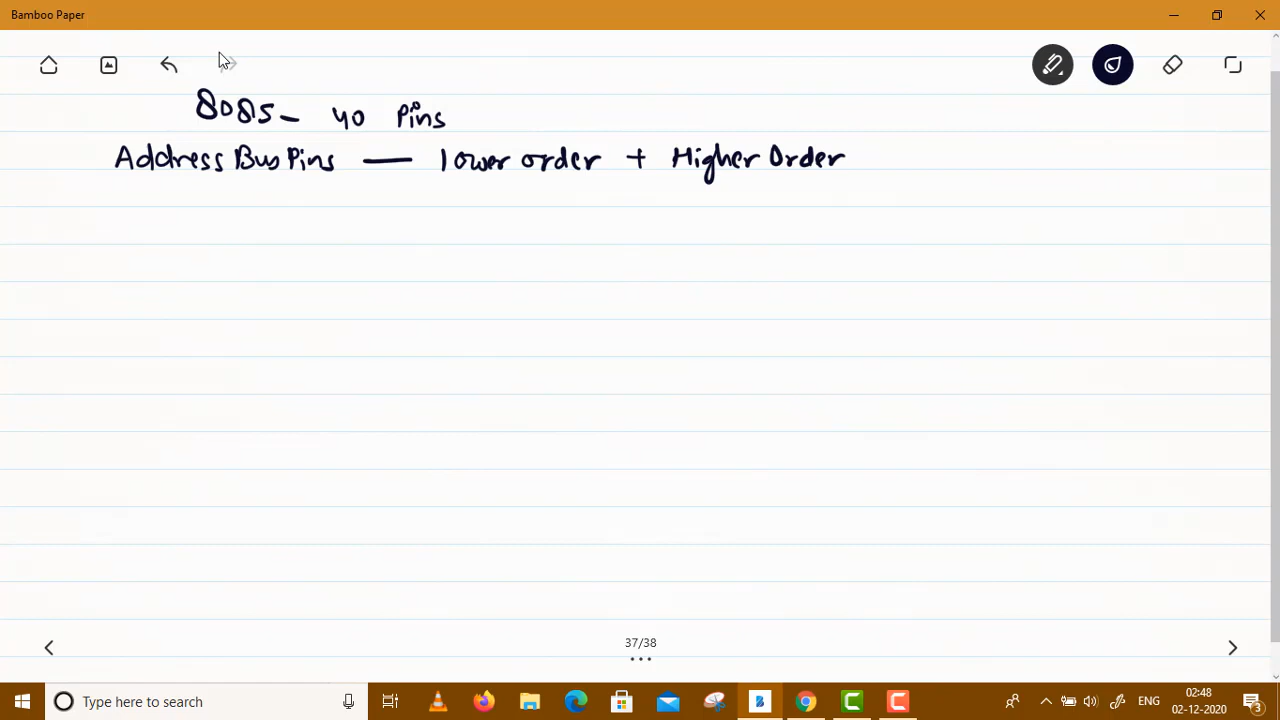 Bamboo Paper
8085- 40 Pins
Address Bus Pins — lower order + Higher Order
37/38
Type here to search
ENG
02:48
02-12-2020
3